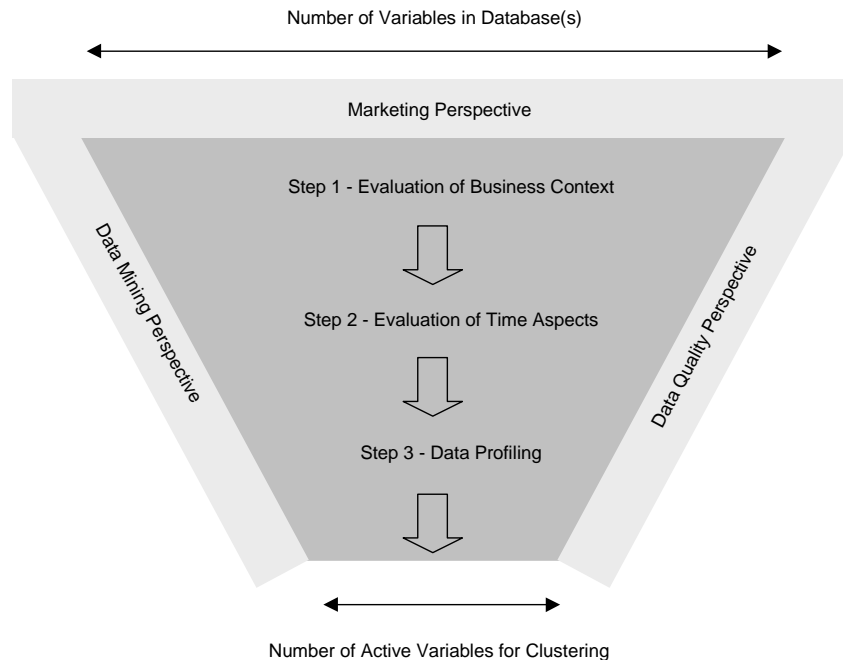 Number of Variables in Database(s)
Marketing Perspective
Step 1 - Evaluation of Business Context
Data Mining Perspective
Data Quality Perspective
Step 2 - Evaluation of Time Aspects
Step 3 - Data Profiling
Number of Active Variables for Clustering